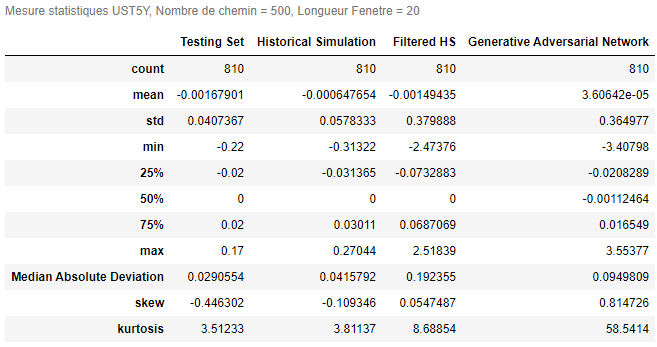 Mesure statistiques UST5Y, Nombre de chemin = 500, Longueur Fenetre = 20
Testing Set Historical Simulation Filtered HS Generative Adversarial Network
count 810 810 810 810
mean -0.00167901 -0.000647654 -0.00149435 3.60642e-05
std 0.0407367 0.0578333 0.379888 0.364977
min -0.22 -0.31322 -2.47376 -3.40798
25% -0.02 -0.031365 -0.0732883 -0.0208289
50% 0 0 0 -0.00112464
75% 0.02 0.03011 0.0687069 0.016549
max 0.17 0.27044 2.51839 3.55377
Median Absolute Deviation 0.0290554 0.0415792 0.192355 0.0949809
skew -0.446302 -0.109346 0.0547487 0.814726
kurtosis 3.51233 3.81137 8.68854 58.5414